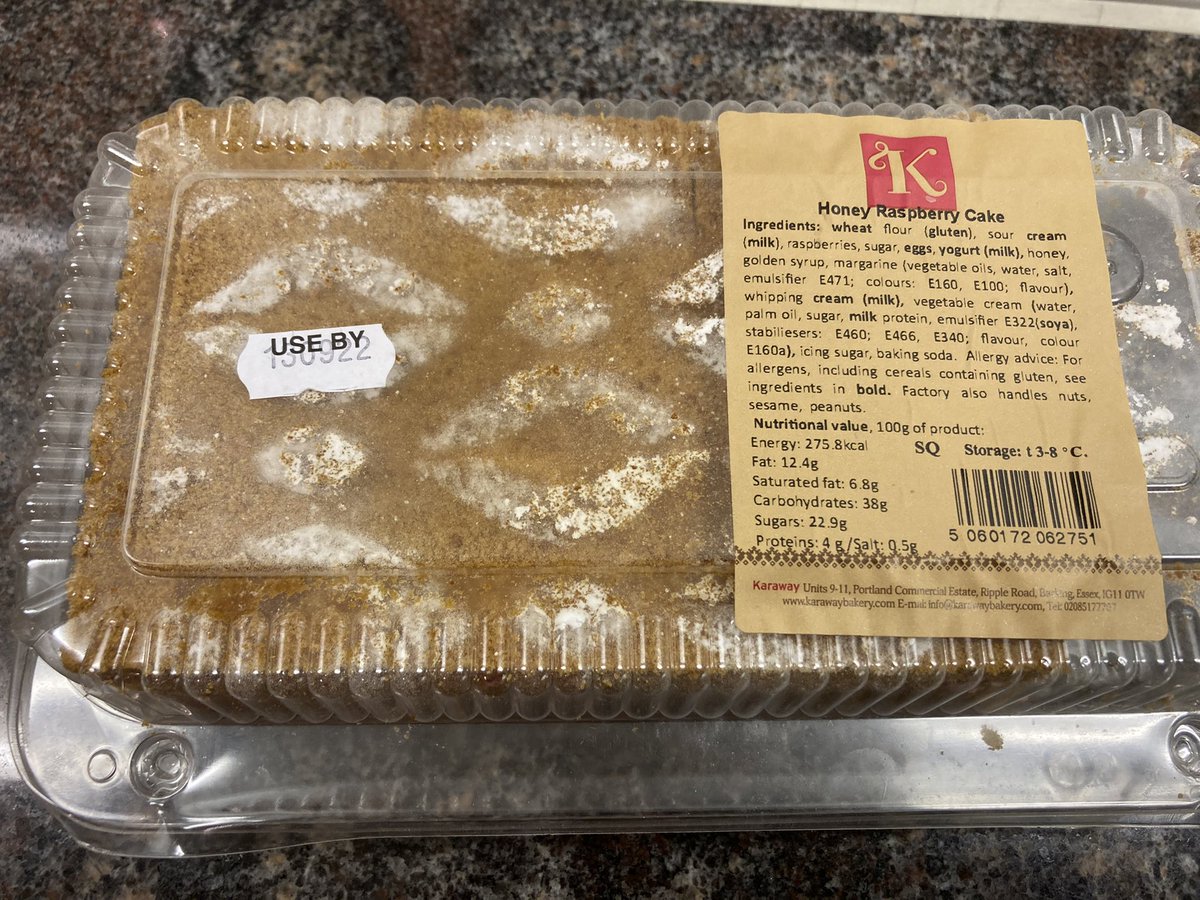 USE BY
130922
K
Honey Raspberry Cake
Ingredients: wheat flour (gluten), sour cream
(milk), raspberries, sugar, eggs, yogurt (milk), honey,
golden syrup, margarine (vegetable oils, water, salt,
emulsifier E471; colours: E160, E100; flavour),
whipping cream (milk), vegetable cream (water,
palm oil, sugar, milk protein, emulsifier E322(soya),
stabiliesers: E460; E466, E340; flavour, colour
E160a), icing sugar, baking soda. Allergy advice: For
allergens, including cereals containing gluten, see
ingredients in bold. Factory also handles nuts,
sesame, peanuts.
Nutritional value, 100g of product:
Energy: 275.8kcal SQ Storage: t 3-8 °C.
Fat: 12.4g
Saturated fat: 6.8g
Carbohydrates: 38g
Sugars: 22.9g
Proteins: 4 g /Salt: 0.5g
5 060172 062751
Karaway Units 9-11, Portland Commercial Estate, Ripple Road, Barking, Essex, IG11 0TW
www.karawaybakery.com E-mail: info@karawaybakery.com, Tel: